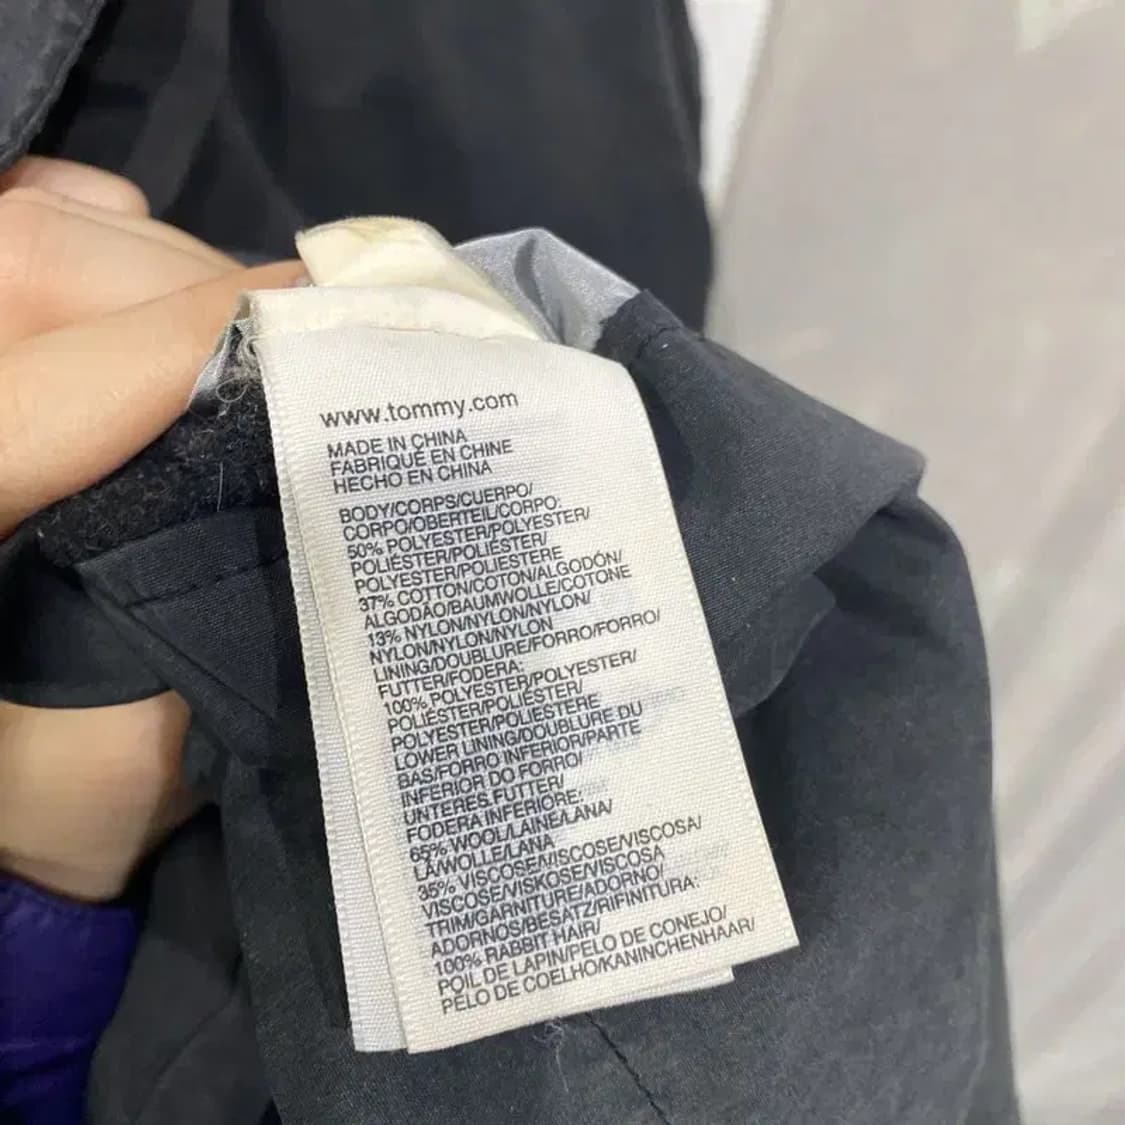 www.tommy.com
MADE IN CHINA
FABRIQUÉ EN CHINE
HECHO EN CHINA
BODY/CORPS/CUERPO/
CORPO/OBERTEIL/CORPO:
50% POLYESTER/POLYESTER/
POLIÉSTER/POLIÉSTER/
POLYESTER/POLIESTERE
37% COTTON/COTON/ALGODÓN/
ALGODÃO/BAUMWOLLE/COTONE
13% NYLON/NYLON/NYLON/
NYLON/NYLON/NYLON
LINING/DOUBLURE/FORRO/FORRO/
FUTTER/FODERA:
100% POLYESTER/POLYESTER/
POLIÉSTER/POLIÉSTER/
POLYESTER/POLIESTERE
LOWER LINING/DOUBLURE DU
BAS/FORRO INFERIOR/PARTE
INFERIOR DO FORRO/
UNTERES FUTTER/
FODERA INFERIORE:
65% WOOL/LAINE/LANA/
LÃ/WOLLE/LANA
35% VISCOSE/VISCOSE/VISCOSA/
VISCOSE/VISKOSE/VISCOSA
TRIM/GARNITURE/ADORNO/
ADORNOS/BESATZ/RIFINITURA:
100% RABBIT HAIR/
POIL DE LAPIN/PELO DE CONEJO/
PÊLO DE COELHO/KANINCHENHAAR/